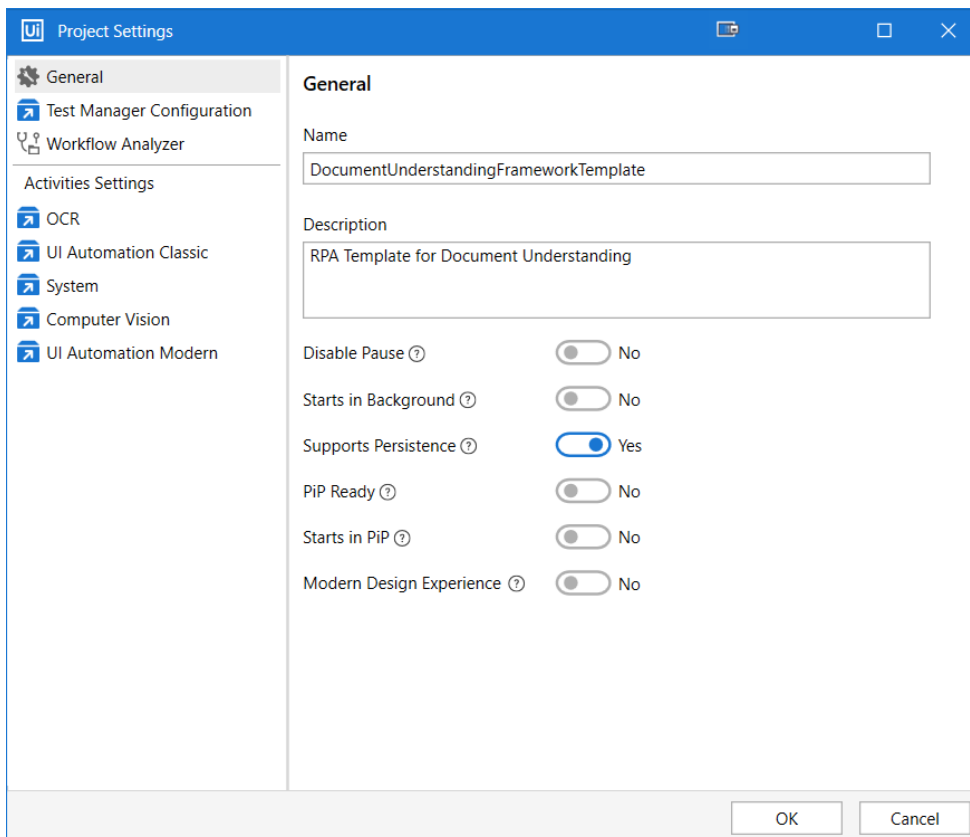 Ui Project Settings
General
Test Manager Configuration
Workflow Analyzer
Activities Settings
OCR
UI Automation Classic
System
Computer Vision
UI Automation Modern
General
Name
DocumentUnderstandingFrameworkTemplate
Description
RPA Template for Document Understanding
Disable Pause ? No
Starts in Background ? No
Supports Persistence ? Yes
PiP Ready ? No
Starts in PiP ? No
Modern Design Experience ? No
OK Cancel